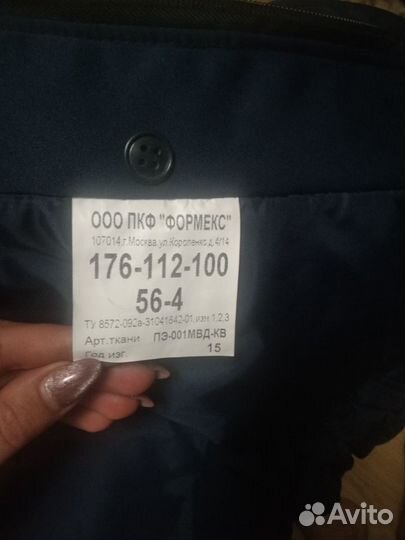 ООО ПКФ "ФОРМЕКС"
107014,г.Москва,ул.Короленко д.4/14
176-112-100
56-4
ТУ 8572-092а-31041642-01.изм.1,2,3
Арт.ткани ПЭ-001МВД-КВ
Год изг. 15
Avito